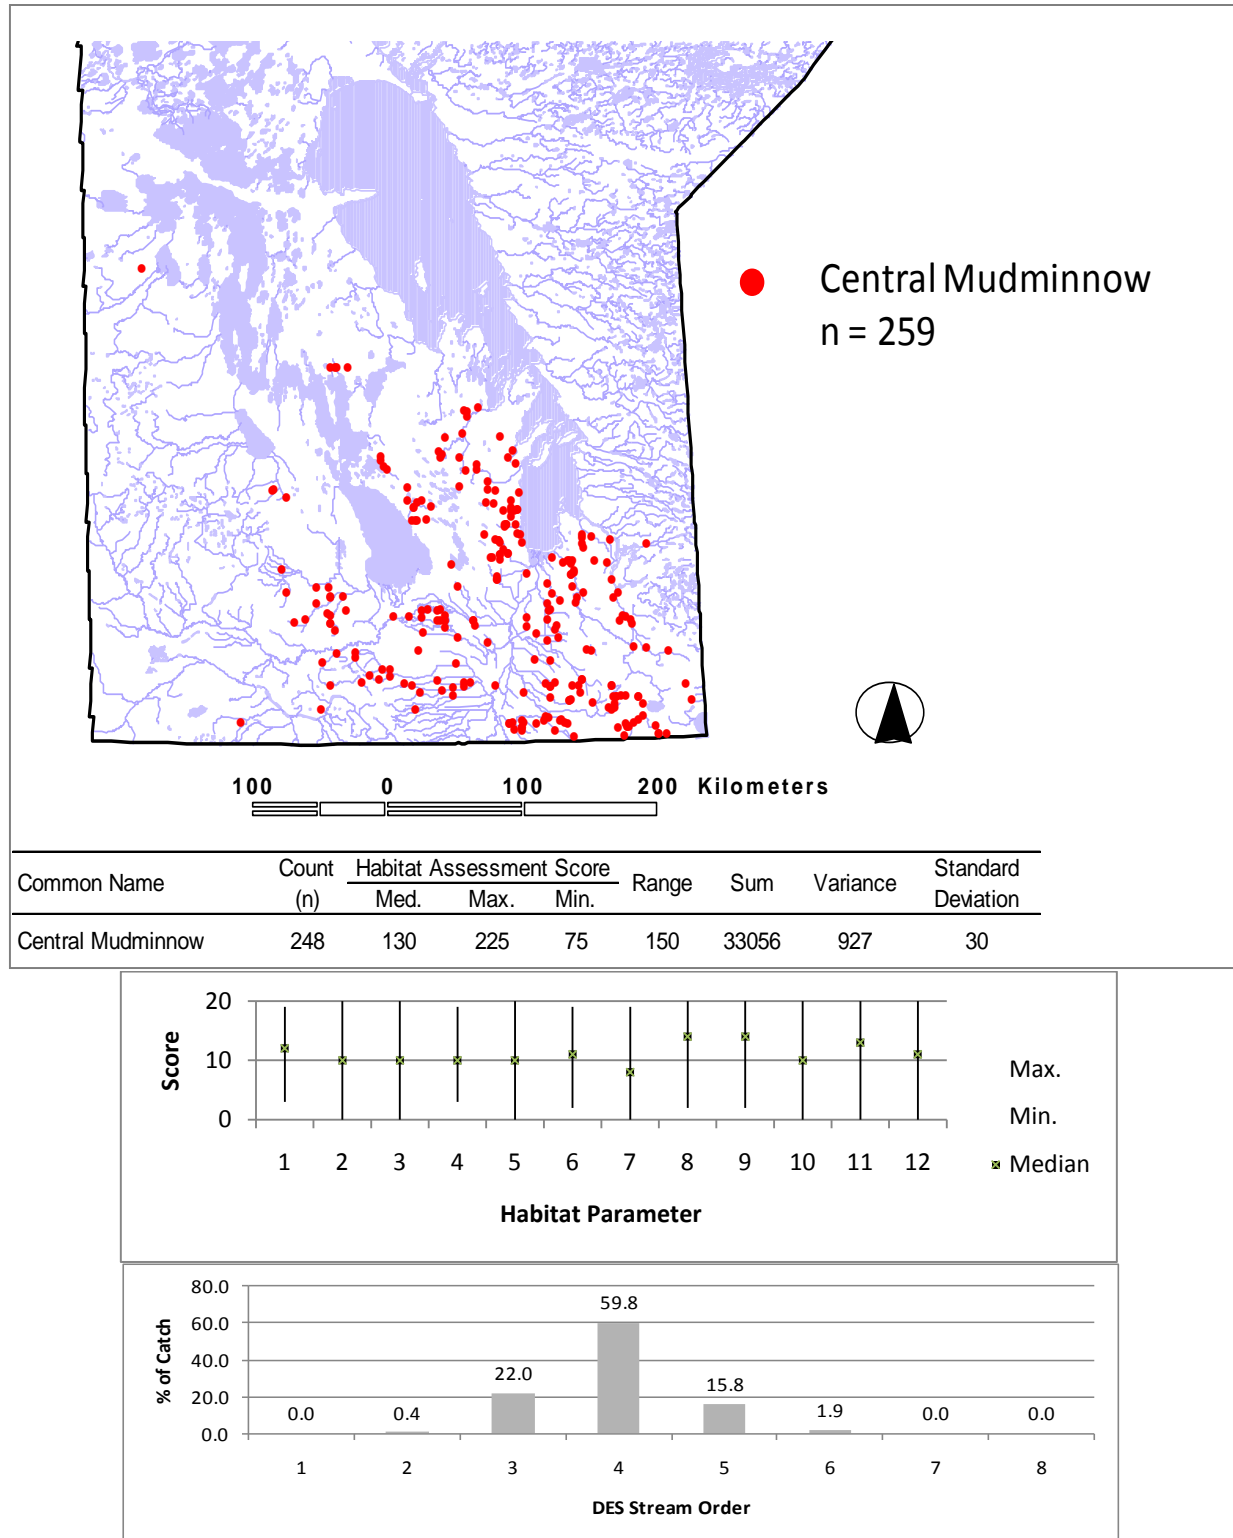 Central Mudminnow
n = 259
100 0 100 200 Kilometers
Common Name Count (n) Habitat Assessment Score Med. Max. Min. Range Sum Variance Standard Deviation
Central Mudminnow 248 130 225 75 150 33056 927 30
20
10
0
Score
1 2 3 4 5 6 7 8 9 10 11 12
Habitat Parameter
Max.
Min.
Median
80.0
60.0
40.0
20.0
0.0
% of Catch
0.0 0.4 22.0 59.8 15.8 1.9 0.0 0.0
1 2 3 4 5 6 7 8
DES Stream Order